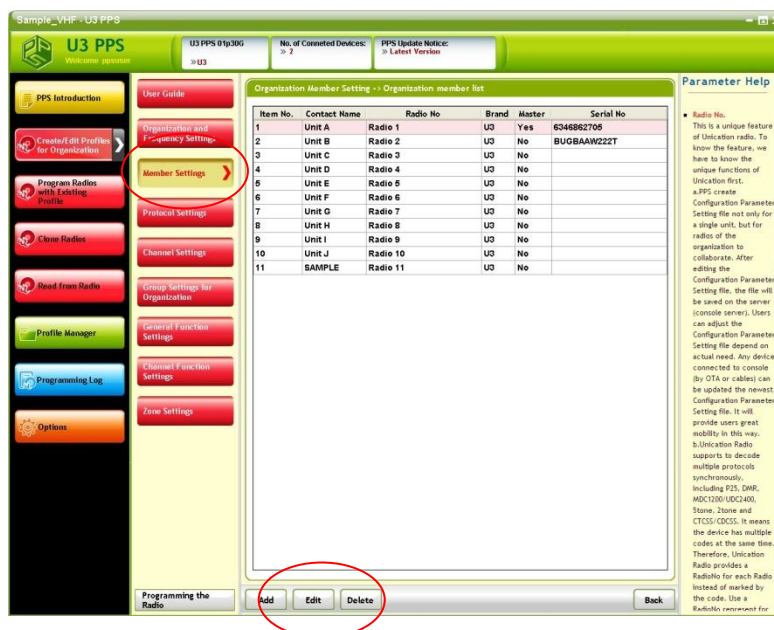 Sample_VHF - U3 PPS
U3 PPS
Welcome ppsuser
U3 PPS 01p30G
» U3
No. of Conneted Devices:
» 2
PPS Update Notice:
» Latest Version
PPS Introduction
Create/Edit Profiles
for Organization
Program Radios
with Existing
Profile
Clone Radios
Read from Radio
Profile Manager
Programming Log
Options
User Guide
Organization and
Frequency Settings
Member Settings
Protocol Settings
Channel Settings
Group Settings for
Organization
General Function
Settings
Channel Function
Settings
Zone Settings
Programming the
Radio
Organization Member Setting -> Organization member list
Item No. Contact Name Radio No Brand Master Serial No
1 Unit A Radio 1 U3 Yes 6346862705
2 Unit B Radio 2 U3 No BUGBAAW222T
3 Unit C Radio 3 U3 No
4 Unit D Radio 4 U3 No
5 Unit E Radio 5 U3 No
6 Unit F Radio 6 U3 No
7 Unit G Radio 7 U3 No
8 Unit H Radio 8 U3 No
9 Unit I Radio 9 U3 No
10 Unit J Radio 10 U3 No
11 SAMPLE Radio 11 U3 No
Add Edit Delete Back
Parameter Help
Radio No.
This is a unique feature
of Unication radio. To
know the feature, we
have to know the
unique functions of
Unication first.
a.PPS create
Configuration Parameter
Setting file not only for
a single unit, but for
radios of the
organization to
collaborate. After
editing the
Configuration Parameter
Setting file, the file will
be saved on the server
(console server). Users
can adjust the
Configuration Parameter
Setting file depend on
actual need. Any device
connected to console
(by OTA or cables) can
be updated the newest
Configuration Parameter
Setting file. It will
provide users great
mobility in this way.
b.Unication Radio
supports to decode
multiple protocols
synchronously,
including P25, DMR,
MDC1200/UDC2400,
5tone, 2tone and
CTCSS/CDCSS. It means
the device has multiple
codes at the same time.
Therefore, Unication
Radio provides a
RadioNo for each Radio
instead of marked by
the code. Use a
RadioNo represent for